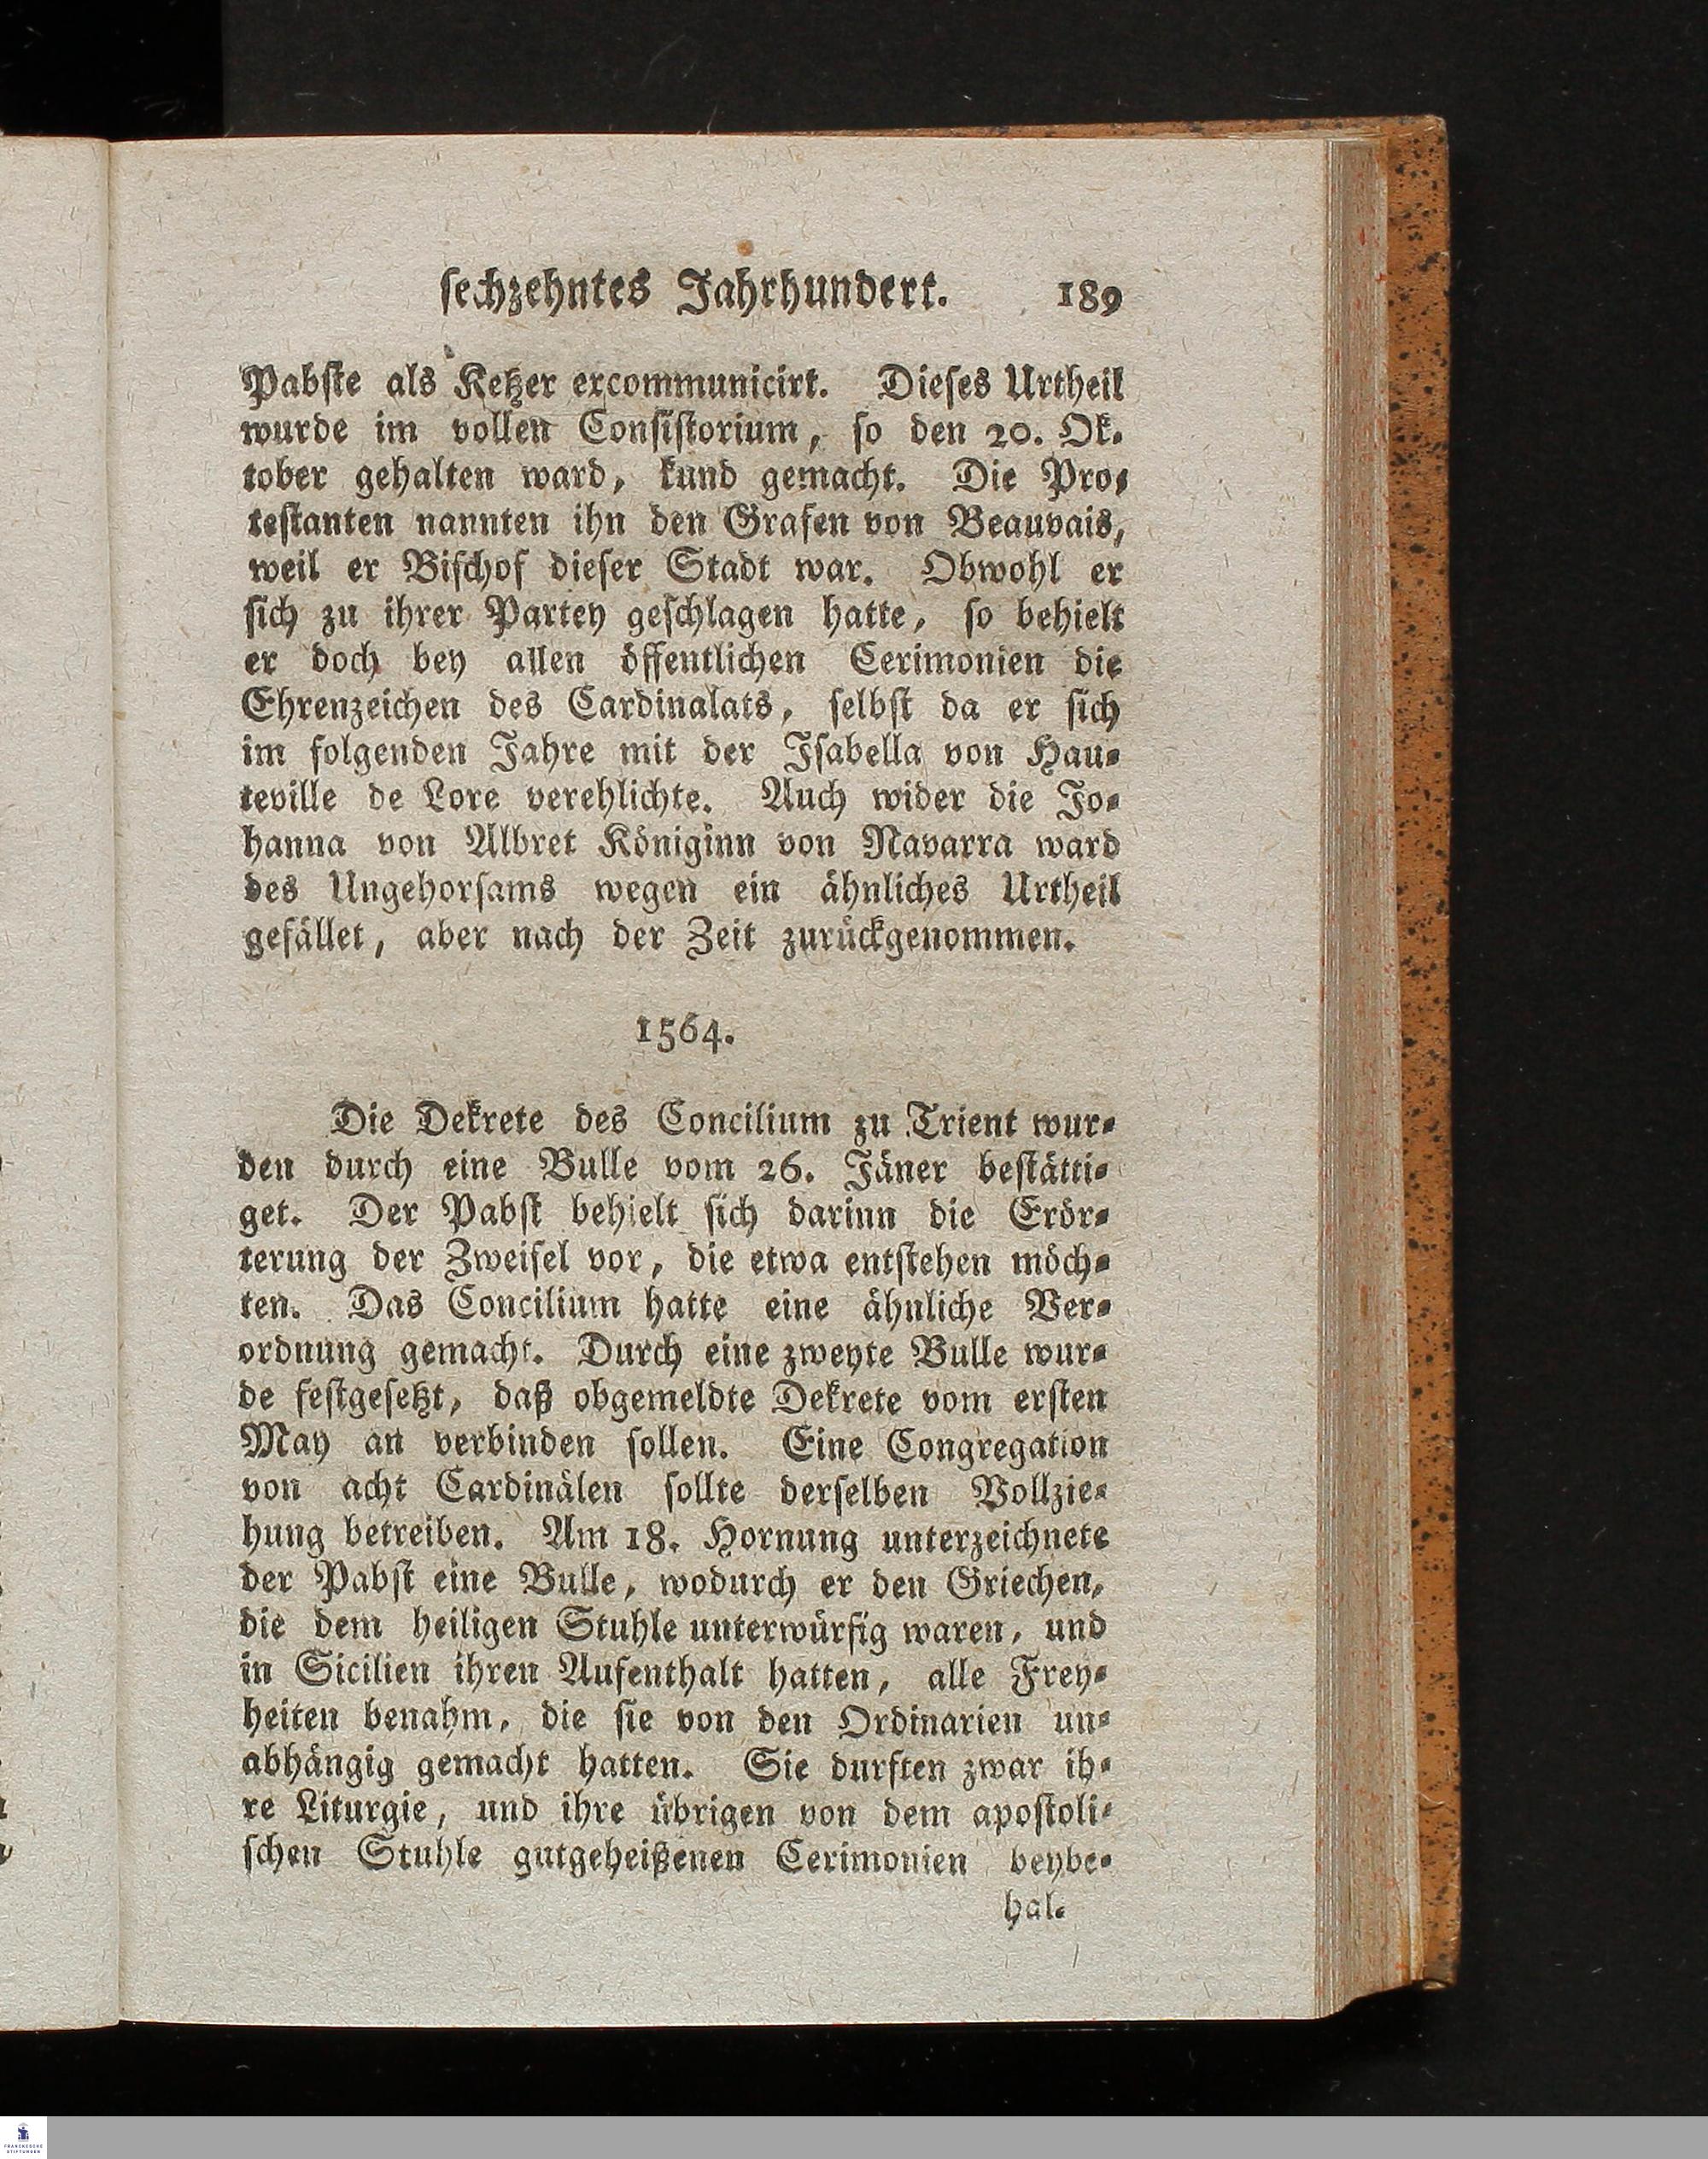 sechzehntes Jahrhundert. 189
Pabste als Ketzer excommunicirt. Dieses Urtheil
wurde im vollen Consistorium, so den 20. Ok-
tober gehalten ward, kund gemacht. Die Pro-
testanten nannten ihn den Grafen von Beauvais,
weil er Bischof dieser Stadt war. Obwohl er
sich zu ihrer Partey geschlagen hatte, so behielt
er doch bey allen öffentlichen Cerimonien die
Ehrenzeichen des Cardinalats, selbst da er sich
im folgenden Jahre mit der Isabella von Hau-
teville de Lore verehlichte. Auch wider die Jo-
hanna von Albret Königinn von Navarra ward
des Ungehorsams wegen ein ähnliches Urtheil
gefället, aber nach der Zeit zurückgenommen.
1564.
Die Dekrete des Concilium zu Trient wur-
den durch eine Bulle vom 26. Jäner bestätti-
get. Der Pabst behielt sich darinn die Erör-
terung der Zweifel vor, die etwa entstehen möch-
ten. Das Concilium hatte eine ähnliche Ver-
ordnung gemacht. Durch eine zweyte Bulle wur-
de festgesetzt, daß obgemeldte Dekrete vom ersten
May an verbinden sollen. Eine Congregation
von acht Cardinälen sollte derselben Vollzie-
hung betreiben. Am 18. Hornung unterzeichnete
der Pabst eine Bulle, wodurch er den Griechen,
die dem heiligen Stuhle unterwürfig waren, und
in Sicilien ihren Aufenthalt hatten, alle Frey-
heiten benahm, die sie von den Ordinarien un-
abhängig gemacht hatten. Sie durften zwar ih-
re Liturgie, und ihre übrigen von dem apostoli-
schen Stuhle gutgeheißenen Cerimonien beybe-
hal-
FRANCKESCHE
STIFTUNGEN